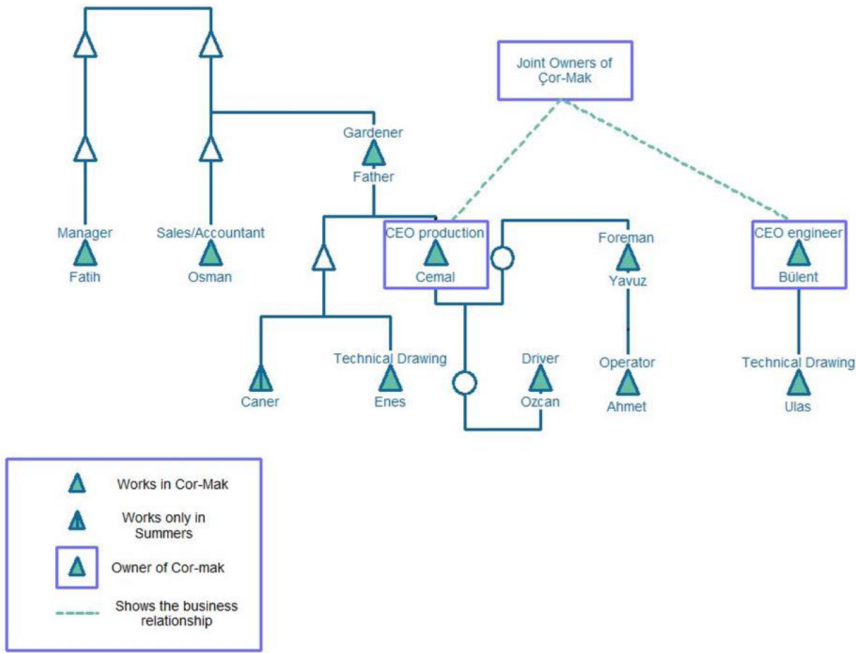 Joint Owners of
Çor-Mak
Gardener
Father
Manager
Sales/Accountant
CEO production
Foreman
CEO engineer
Fatih
Osman
Cemal
Yavuz
Bülent
Technical Drawing
Driver
Operator
Technical Drawing
Caner
Enes
Ozcan
Ahmet
Ulas
Works in Cor-Mak
Works only in
Summers
Owner of Cor-mak
Shows the business
relationship